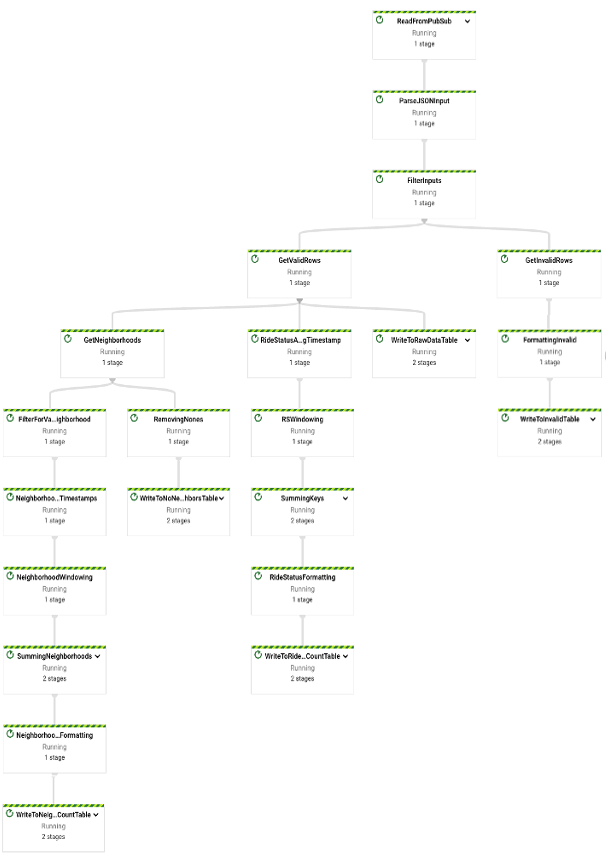 ReadFromPubSub
Running
1 stage
ParseJSONInput
Running
1 stage
FilterInputs
Running
1 stage
GetValidRows
Running
1 stage
GetInvalidRows
Running
1 stage
GetNeighborhoods
Running
1 stage
RideStatusA...gTimestamp
Running
1 stage
WriteToRawDataTable
Running
2 stages
FormattingInvalid
Running
1 stage
FilterForVa...ighborhood
Running
1 stage
RemovingNones
Running
1 stage
RSWindowing
Running
1 stage
WriteToInvalidTable
Running
2 stages
Neighborhoo...Timestamps
Running
1 stage
WriteToNoNe...hborsTable
Running
2 stages
SummingKeys
Running
2 stages
NeighborhoodWindowing
Running
1 stage
RideStatusFormatting
Running
1 stage
SummingNeighborhoods
Running
2 stages
WriteToRide...CountTable
Running
2 stages
Neighborhoo...Formatting
Running
1 stage
WriteToNeig...CountTable
Running
2 stages